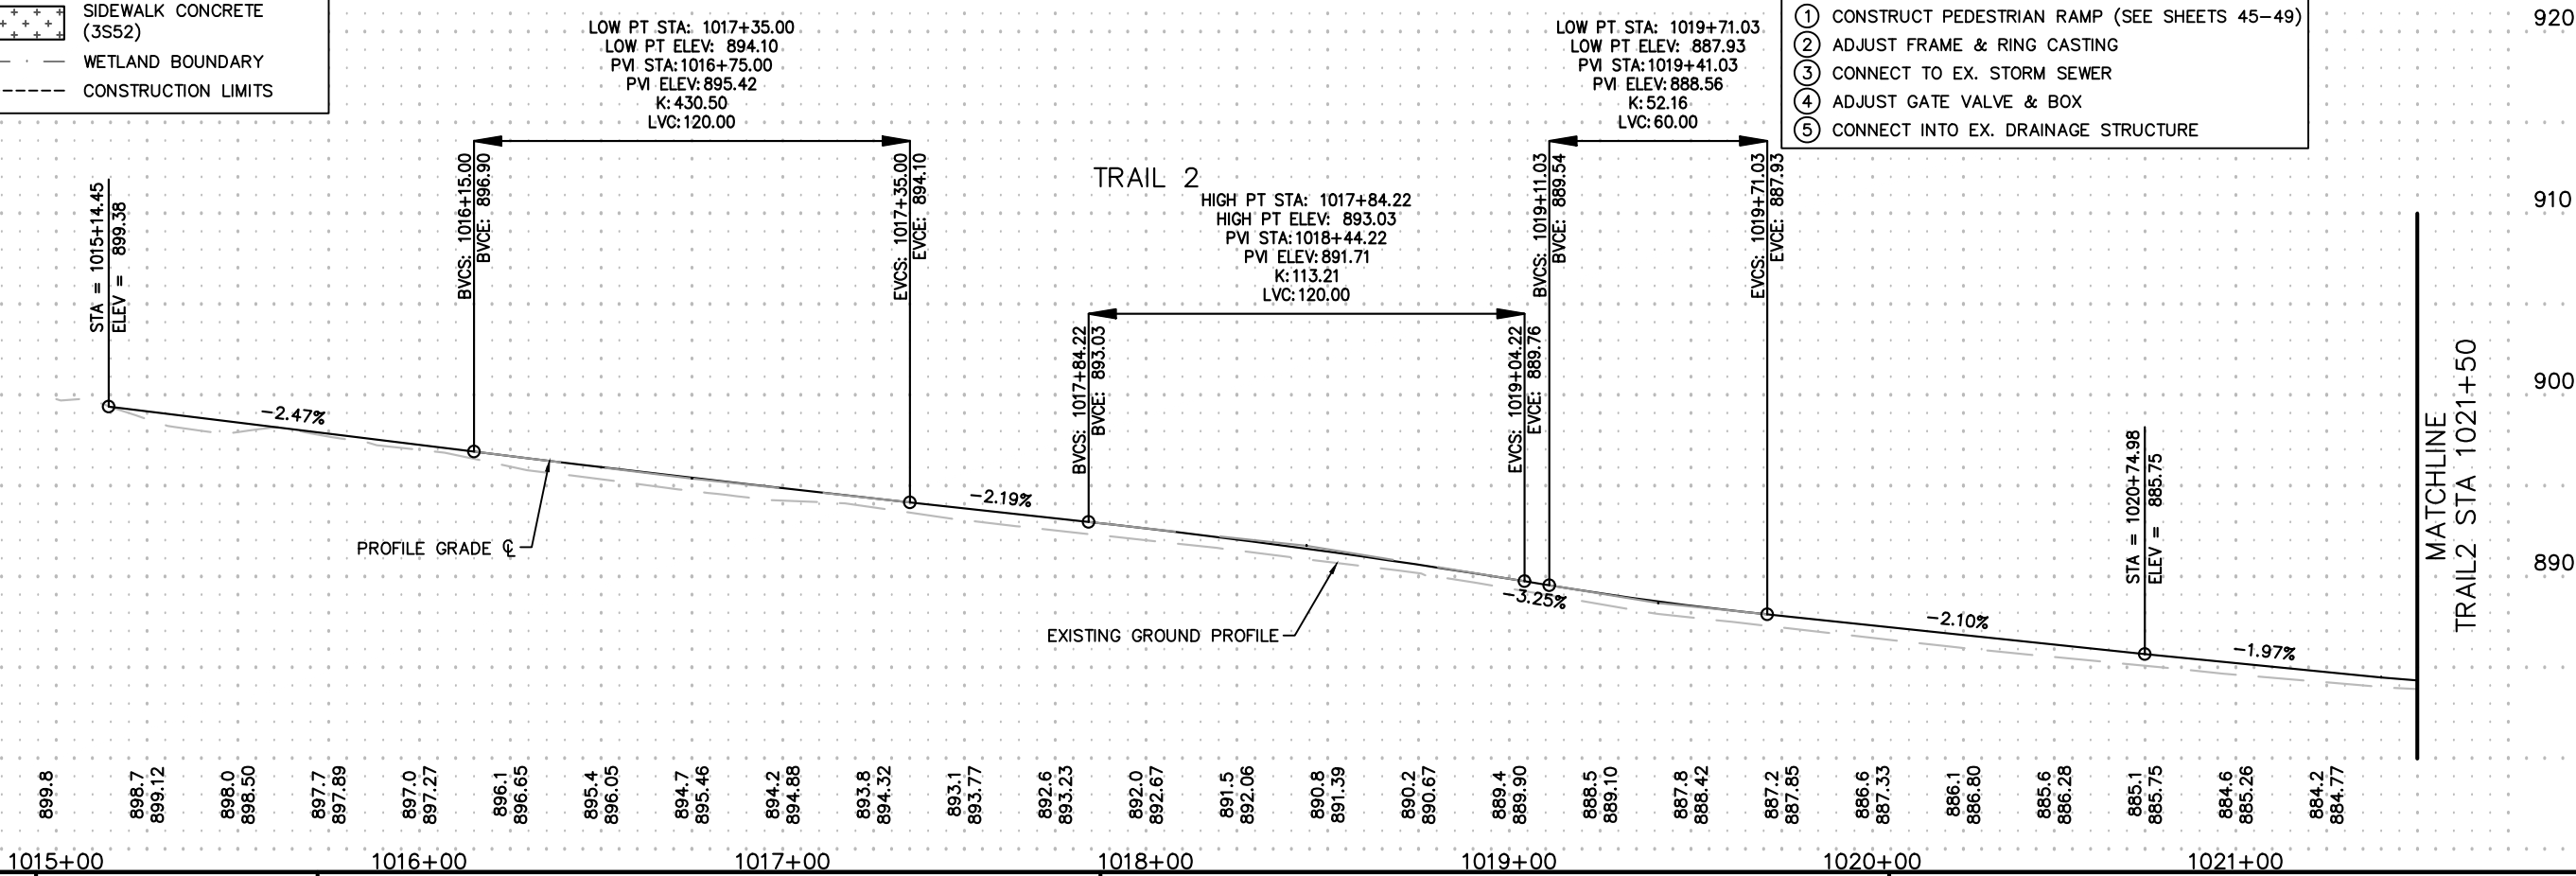 SIDEWALK CONCRETE
(3S52)
WETLAND BOUNDARY
CONSTRUCTION LIMITS
LOW PT STA: 1017+35.00
LOW PT ELEV: 894.10
PVI STA:1016+75.00
PVI ELEV:895.42
K:430.50
LVC:120.00
LOW PT STA: 1019+71.03
LOW PT ELEV: 887.93
PVI STA:1019+41.03
PVI ELEV:888.56
K:52.16
LVC:60.00
1 CONSTRUCT PEDESTRIAN RAMP (SEE SHEETS 45-49)
2 ADJUST FRAME & RING CASTING
3 CONNECT TO EX. STORM SEWER
4 ADJUST GATE VALVE & BOX
5 CONNECT INTO EX. DRAINAGE STRUCTURE
920
910
900
890
TRAIL 2
HIGH PT STA: 1017+84.22
HIGH PT ELEV: 893.03
PVI STA:1018+44.22
PVI ELEV:891.71
K:113.21
LVC:120.00
STA = 1015+14.45
ELEV = 899.38
BVCS: 1016+15.00
BVCE: 896.90
EVCS: 1017+35.00
EVCE: 894.10
BVCS: 1017+84.22
BVCE: 893.03
EVCS: 1019+04.22
EVCE: 889.76
BVCS: 1019+11.03
BVCE: 889.54
EVCS: 1019+71.03
EVCE: 887.93
STA = 1020+74.98
ELEV = 885.75
MATCHLINE
TRAIL2 STA 1021+50
-2.47%
-2.19%
-3.25%
-2.10%
-1.97%
PROFILE GRADE ℄
EXISTING GROUND PROFILE
899.8
898.7
899.12
898.0
898.50
897.7
897.89
897.0
897.27
896.1
896.65
895.4
896.05
894.7
895.46
894.2
894.88
893.8
894.32
893.1
893.77
892.6
893.23
892.0
892.67
891.5
892.06
890.8
891.39
890.2
890.67
889.4
889.90
888.5
889.10
887.8
888.42
887.2
887.85
886.6
887.33
886.1
886.80
885.6
886.28
885.1
885.75
884.6
885.26
884.2
884.77
1015+00
1016+00
1017+00
1018+00
1019+00
1020+00
1021+00